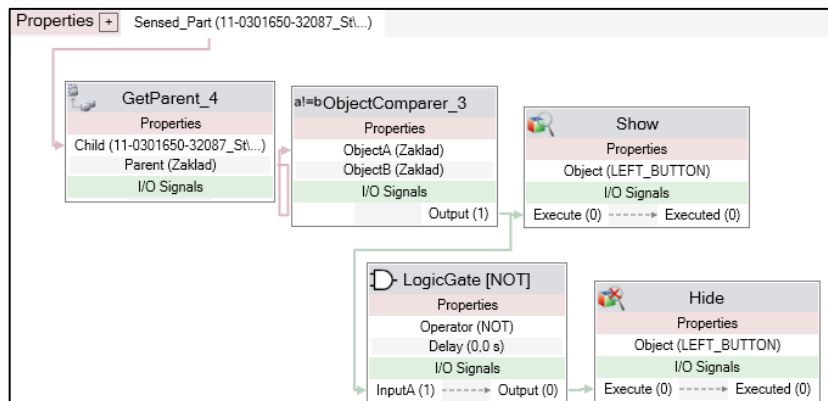 Properties + Sensed_Part (11-0301650-32087_St\...)
GetParent_4
Properties
Child (11-0301650-32087_St\...)
Parent (Zaklad)
I/O Signals
a!=b ObjectComparer_3
Properties
ObjectA (Zaklad)
ObjectB (Zaklad)
I/O Signals
Output (1)
Show
Properties
Object (LEFT_BUTTON)
I/O Signals
Execute (0) Executed (0)
LogicGate [NOT]
Properties
Operator (NOT)
Delay (0,0 s)
I/O Signals
InputA (1) Output (0)
Hide
Properties
Object (LEFT_BUTTON)
I/O Signals
Execute (0) Executed (0)